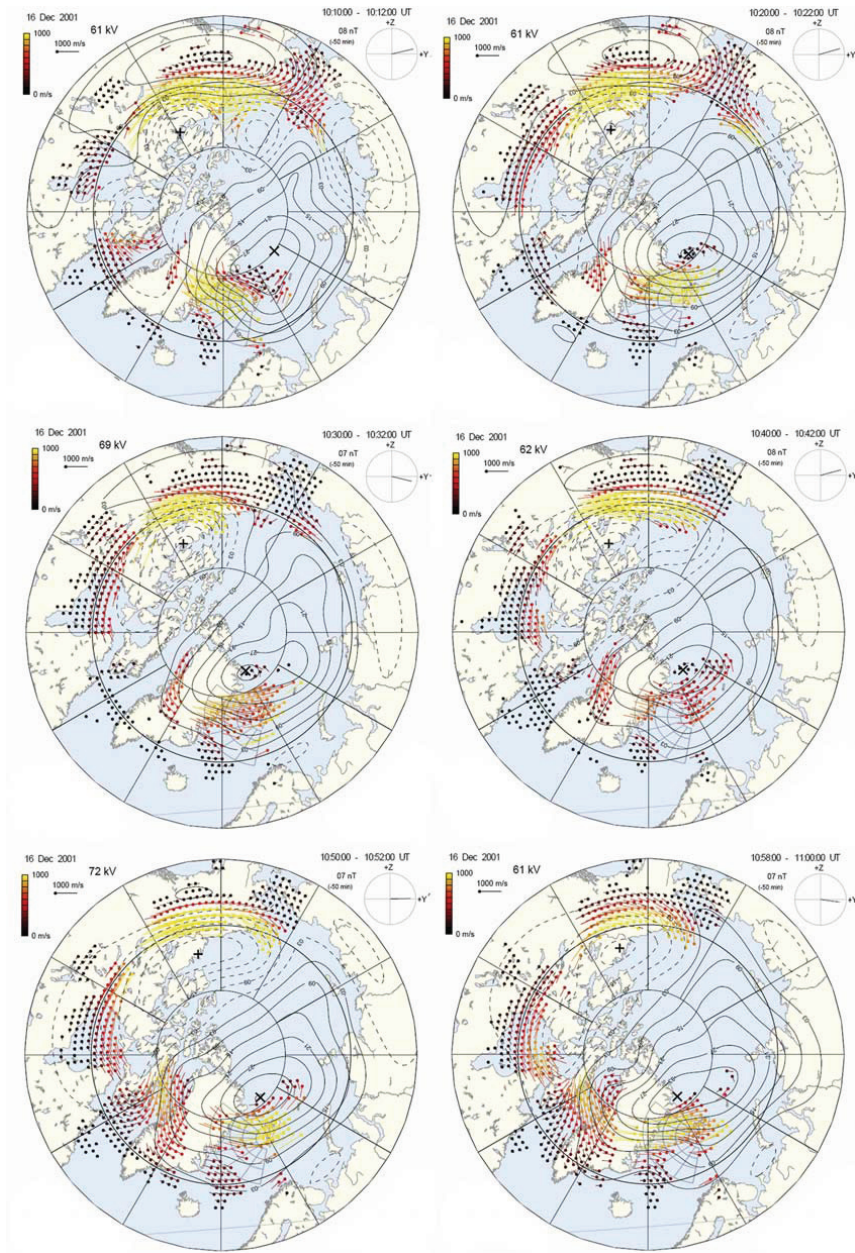 16 Dec 2001
61 kV
10:10:00 - 10:12:00 UT
1000
1000 m/s
0 m/s
08 nT
(-50 min)
+Z
+Y
16 Dec 2001
61 kV
10:20:00 - 10:22:00 UT
1000
1000 m/s
0 m/s
08 nT
(-50 min)
+Z
+Y
16 Dec 2001
69 kV
10:30:00 - 10:32:00 UT
1000
1000 m/s
0 m/s
07 nT
(-50 min)
+Z
+Y
16 Dec 2001
62 kV
10:40:00 - 10:42:00 UT
1000
1000 m/s
0 m/s
08 nT
(-50 min)
+Z
+Y
16 Dec 2001
72 kV
10:50:00 - 10:52:00 UT
1000
1000 m/s
0 m/s
07 nT
(-50 min)
+Z
+Y
16 Dec 2001
61 kV
10:58:00 - 11:00:00 UT
1000
1000 m/s
0 m/s
07 nT
(-50 min)
+Z
+Y